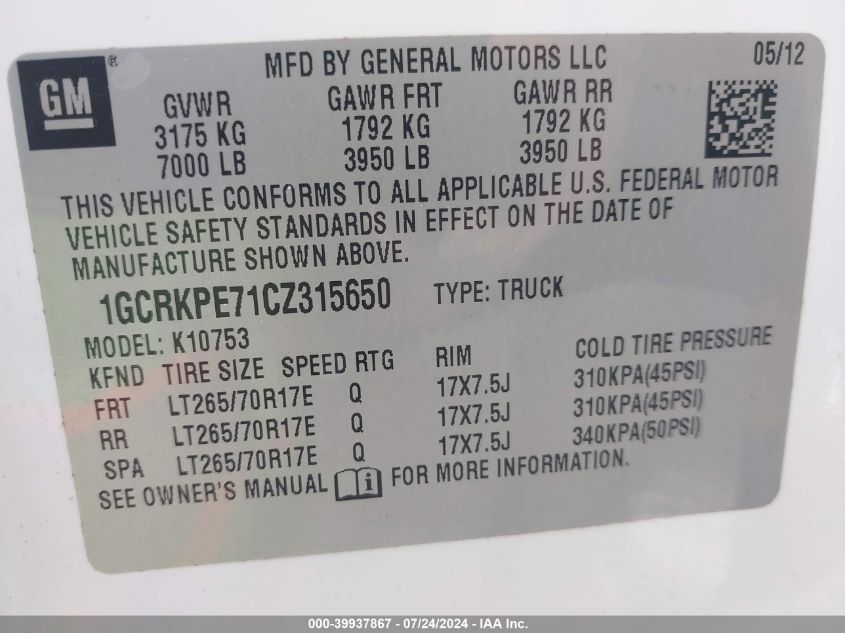 GM®
MFD BY GENERAL MOTORS LLC 05/12
GVWR GAWR FRT GAWR RR
3175 KG 1792 KG 1792 KG
7000 LB 3950 LB 3950 LB
THIS VEHICLE CONFORMS TO ALL APPLICABLE U.S. FEDERAL MOTOR
VEHICLE SAFETY STANDARDS IN EFFECT ON THE DATE OF
MANUFACTURE SHOWN ABOVE.
1GCRKPE71CZ315650 TYPE: TRUCK
MODEL: K10753
KFND TIRE SIZE SPEED RTG RIM COLD TIRE PRESSURE
FRT LT265/70R17E Q 17X7.5J 310KPA(45PSI)
RR LT265/70R17E Q 17X7.5J 310KPA(45PSI)
SPA LT265/70R17E Q 17X7.5J 340KPA(50PSI)
SEE OWNER'S MANUAL i FOR MORE INFORMATION.
000-39937867 - 07/24/2024 - IAA Inc.